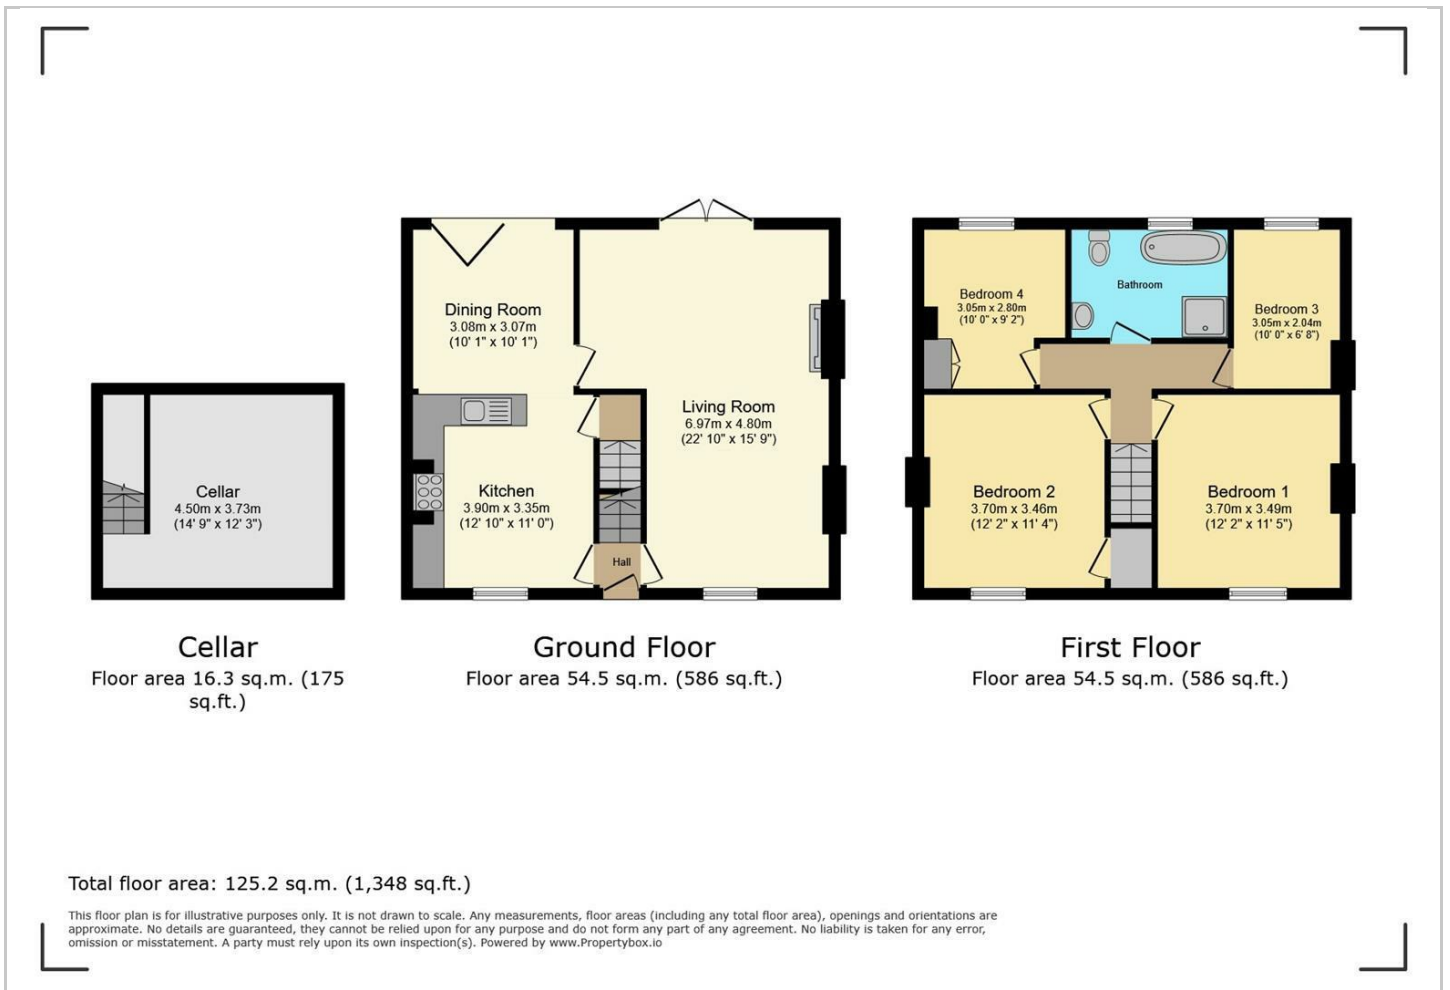 Dining Room
3.08m x 3.07m
(10' 1" x 10' 1")
Living Room
6.97m x 4.80m
(22' 10" x 15' 9")
Kitchen
3.90m x 3.35m
(12' 10" x 11' 0")
Hall
Cellar
4.50m x 3.73m
(14' 9" x 12' 3")
Bedroom 4
3.05m x 2.80m
(10' 0" x 9' 2")
Bathroom
Bedroom 3
3.05m x 2.04m
(10' 0" x 6' 8")
Bedroom 2
3.70m x 3.46m
(12' 2" x 11' 4")
Bedroom 1
3.70m x 3.49m
(12' 2" x 11' 5")
Cellar
Floor area 16.3 sq.m. (175
sq.ft.)
Ground Floor
Floor area 54.5 sq.m. (586 sq.ft.)
First Floor
Floor area 54.5 sq.m. (586 sq.ft.)
Total floor area: 125.2 sq.m. (1,348 sq.ft.)
This floor plan is for illustrative purposes only. It is not drawn to scale. Any measurements, floor areas (including any total floor area), openings and orientations are
approximate. No details are guaranteed, they cannot be relied upon for any purpose and do not form any part of any agreement. No liability is taken for any error,
omission or misstatement. A party must rely upon its own inspection(s). Powered by www.Propertybox.io